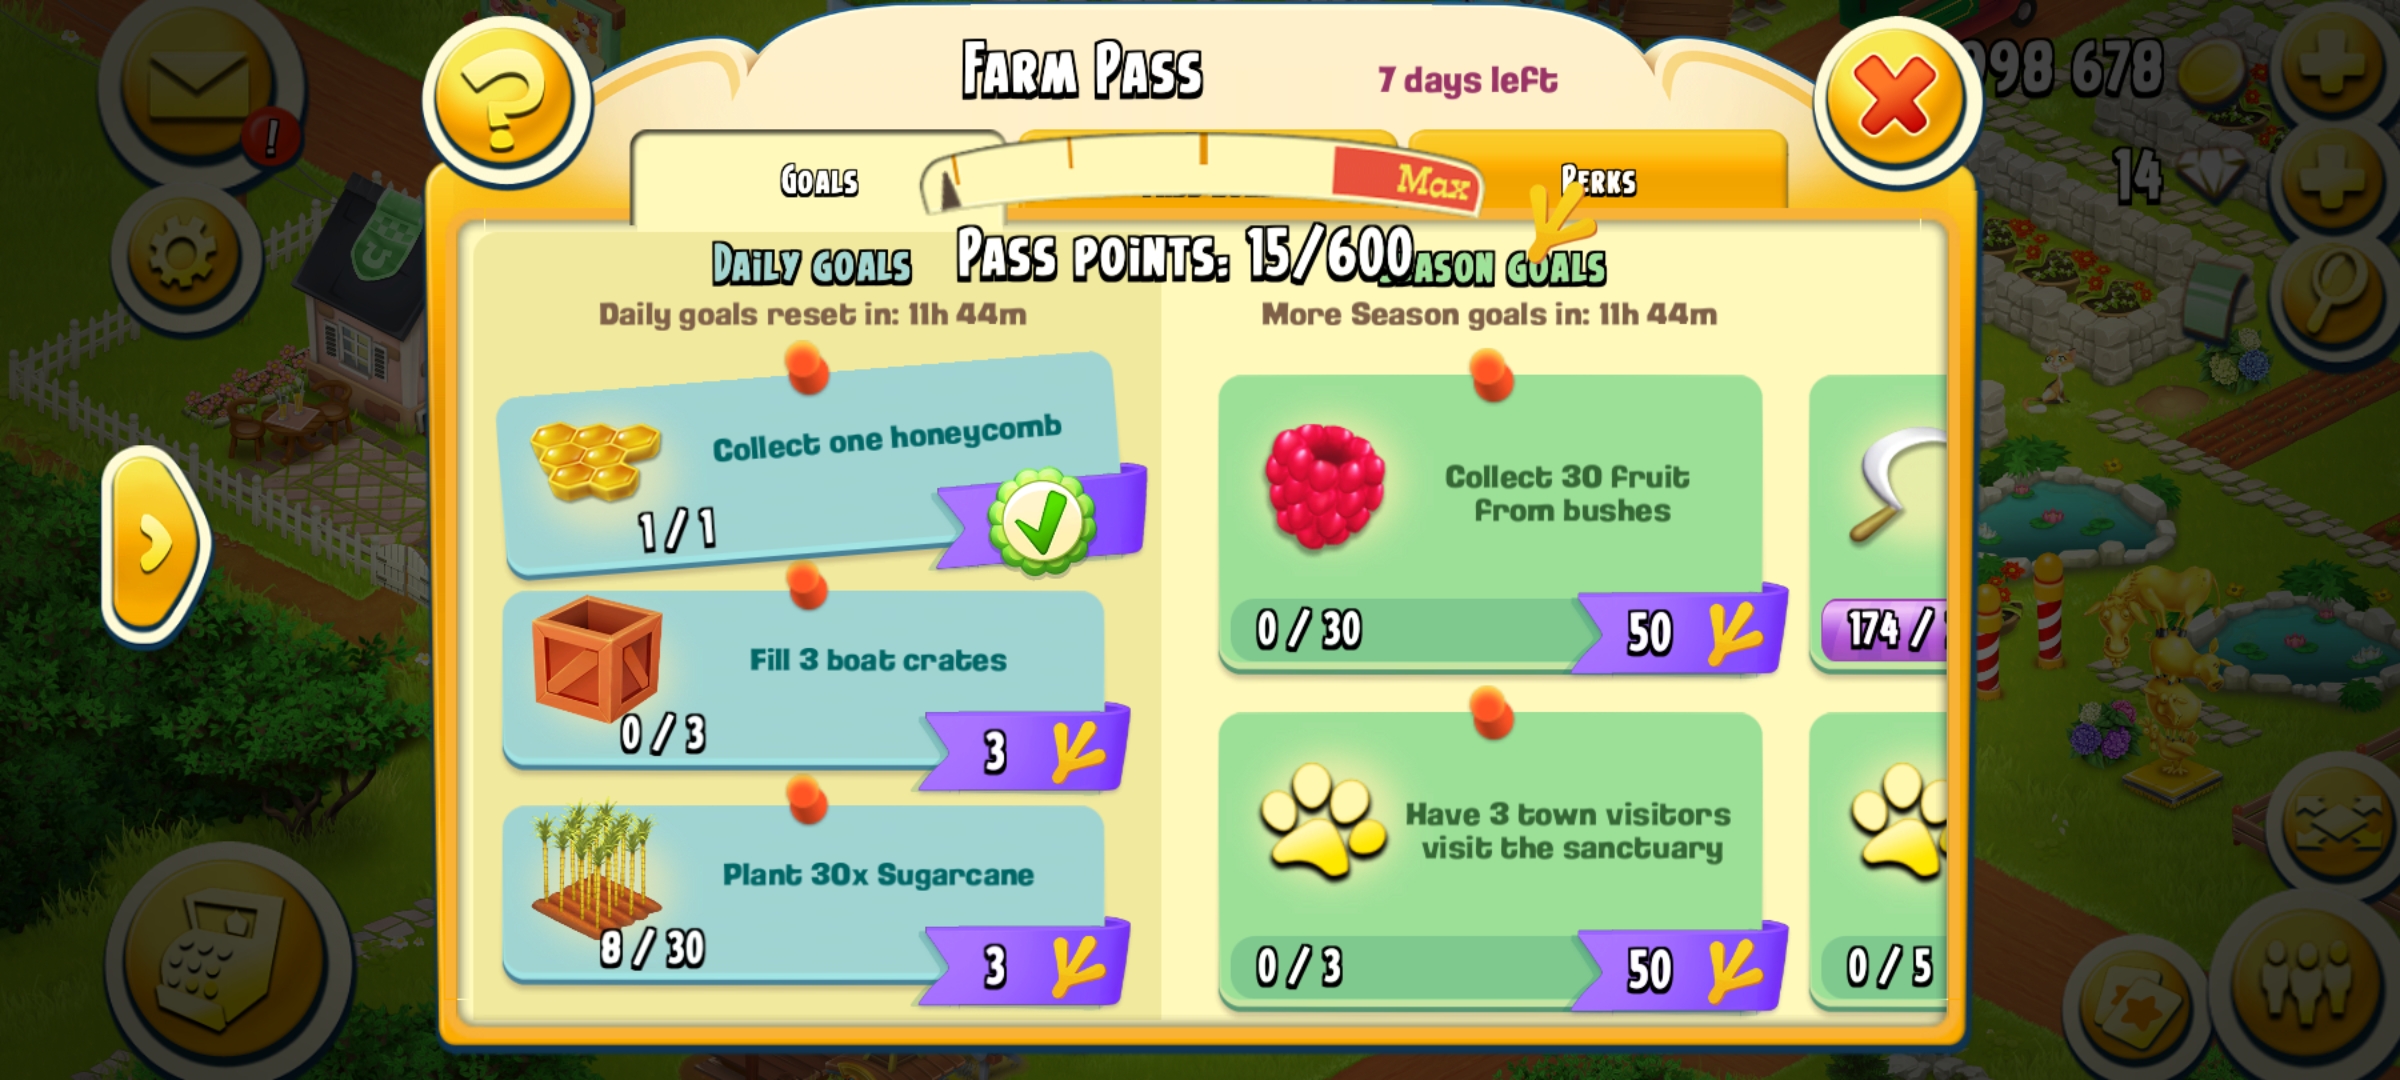 Farm Pass
7 days left
998 678
14
Goals
Perks
Max
Pass points: 15/600
Daily goals
ason goals
Daily goals reset in: 11h 44m
More Season goals in: 11h 44m
Collect one honeycomb
1 / 1
Fill 3 boat crates
0 / 3
3
Plant 30x Sugarcane
8 / 30
3
Collect 30 fruit
from bushes
0 / 30
50
174 /
Have 3 town visitors
visit the sanctuary
0 / 3
50
0 / 5